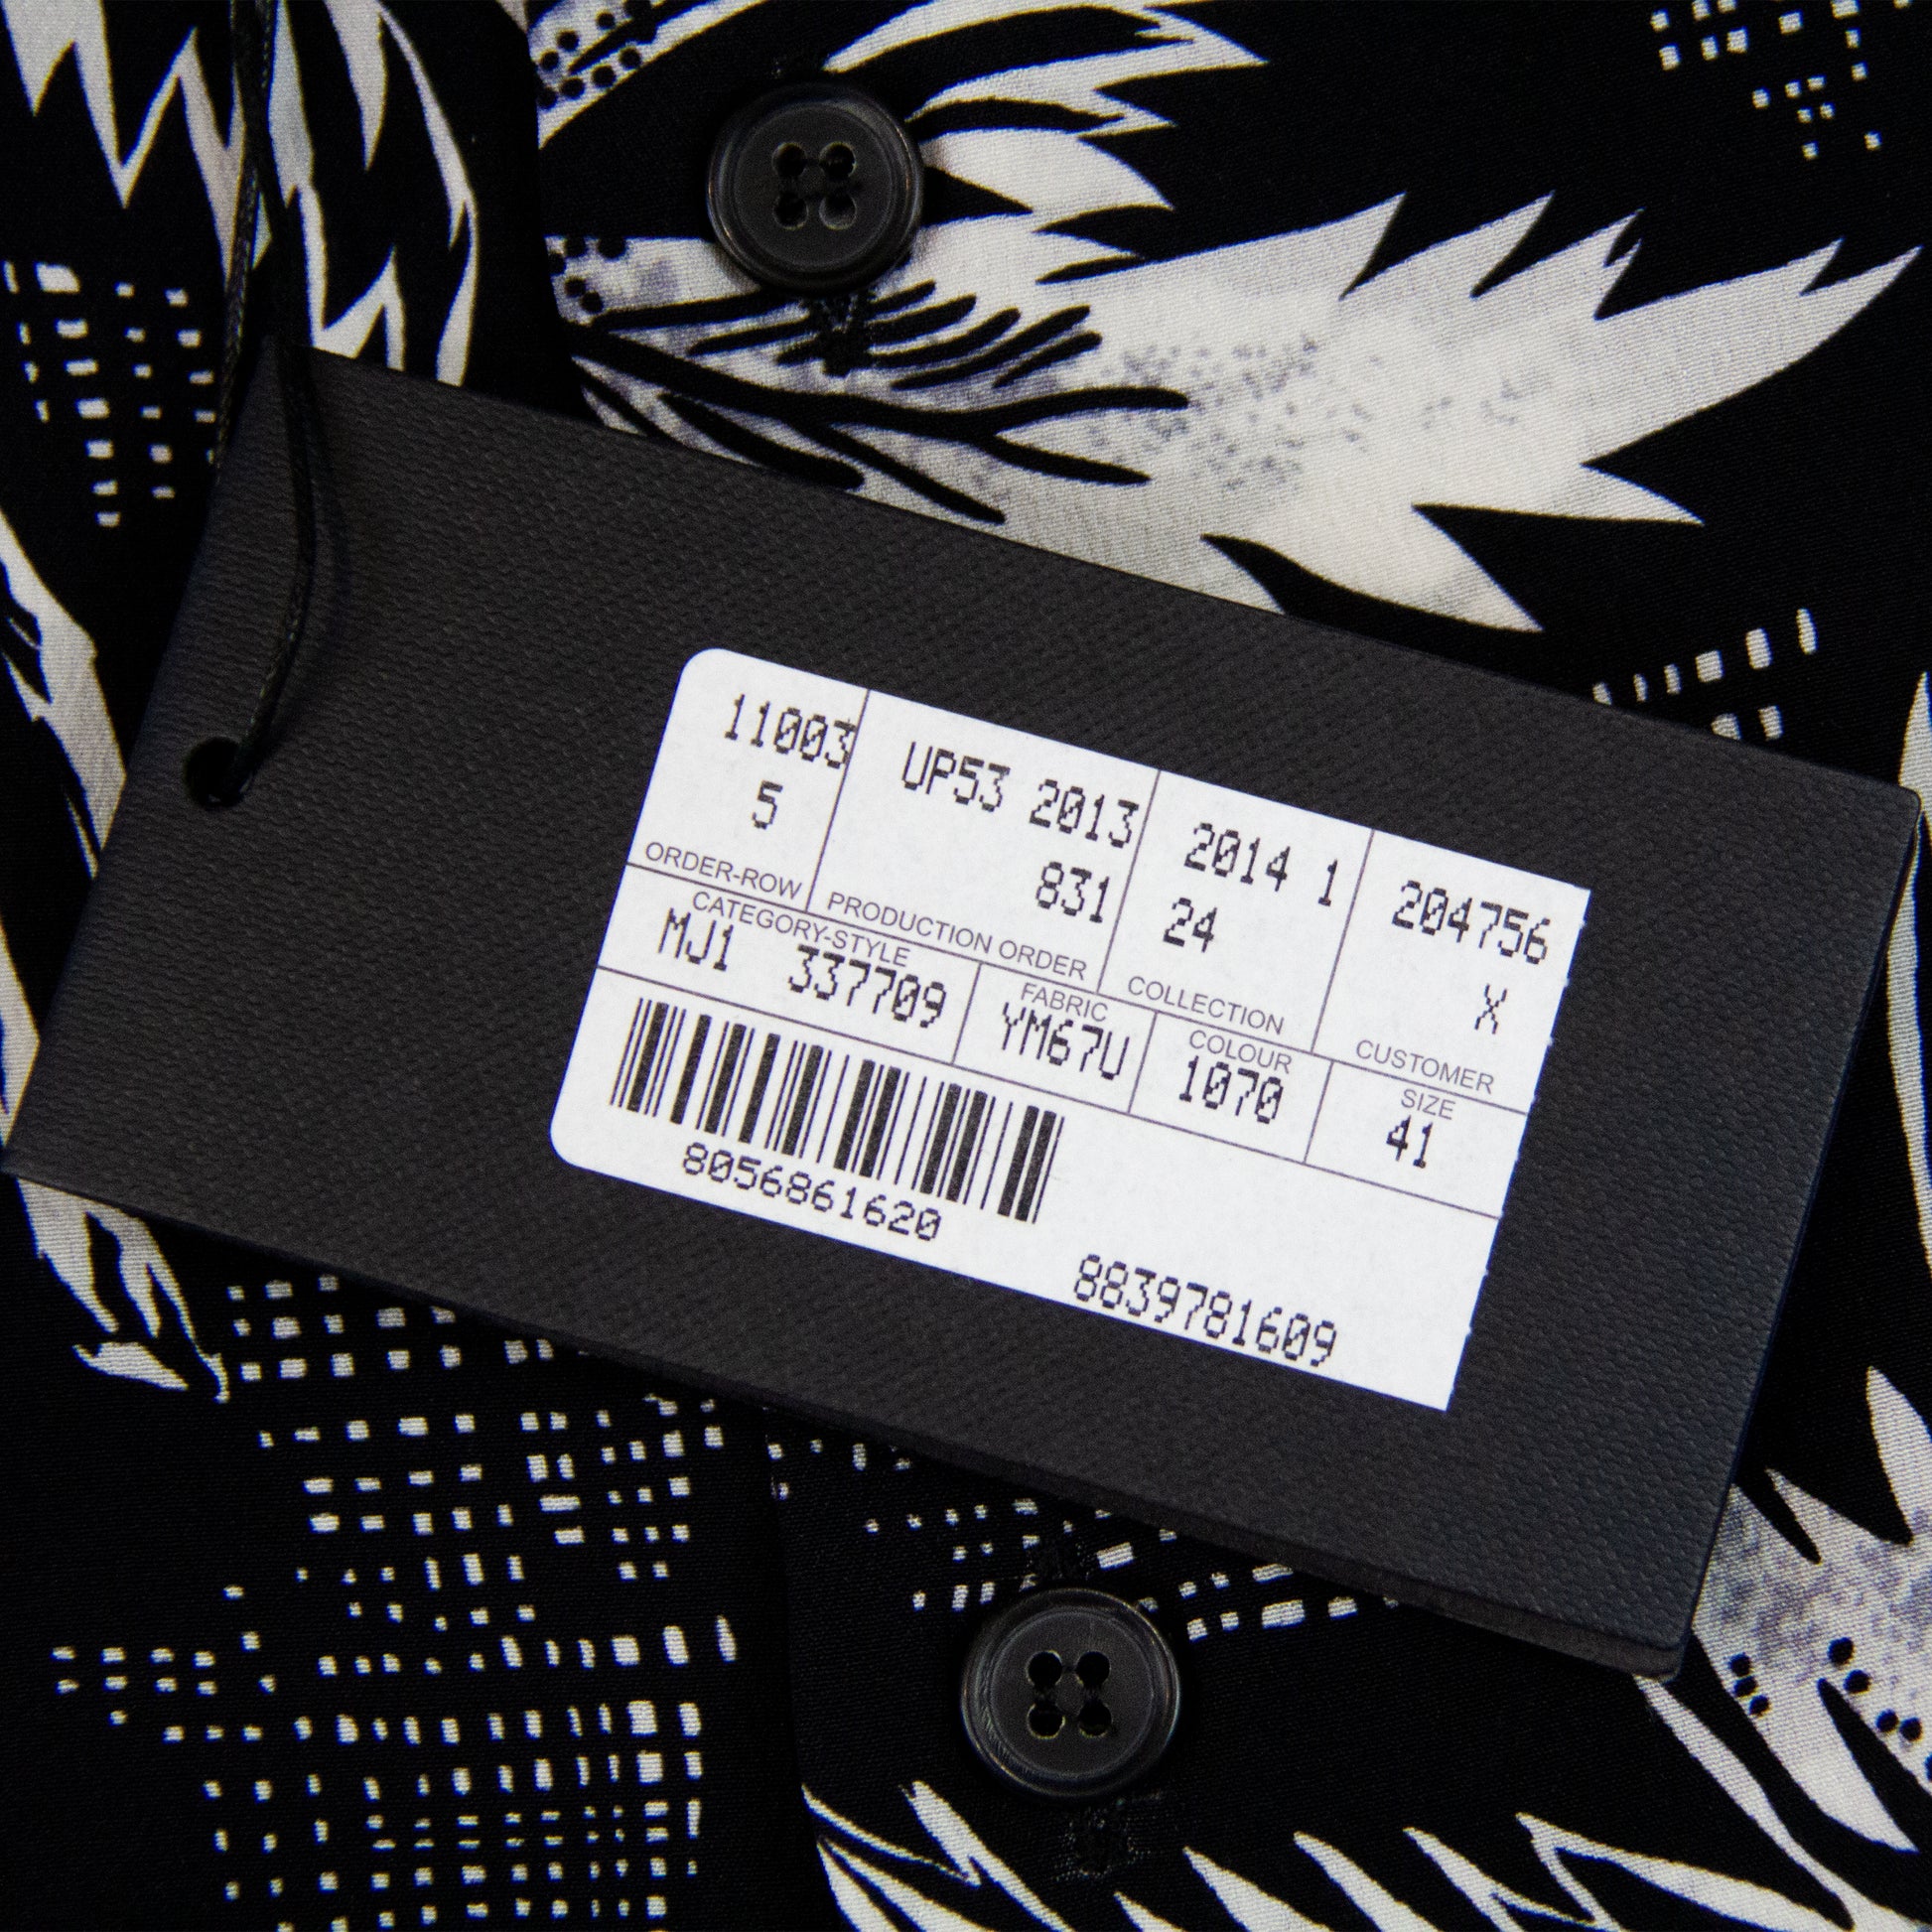 11003 UP53 2013 2014 1 204756
5 831 24 X
ORDER-ROW PRODUCTION ORDER COLLECTION CUSTOMER
CATEGORY-STYLE FABRIC COLOUR SIZE
MJ1 337709 YM67U 1070 41
8056861620
8839781609